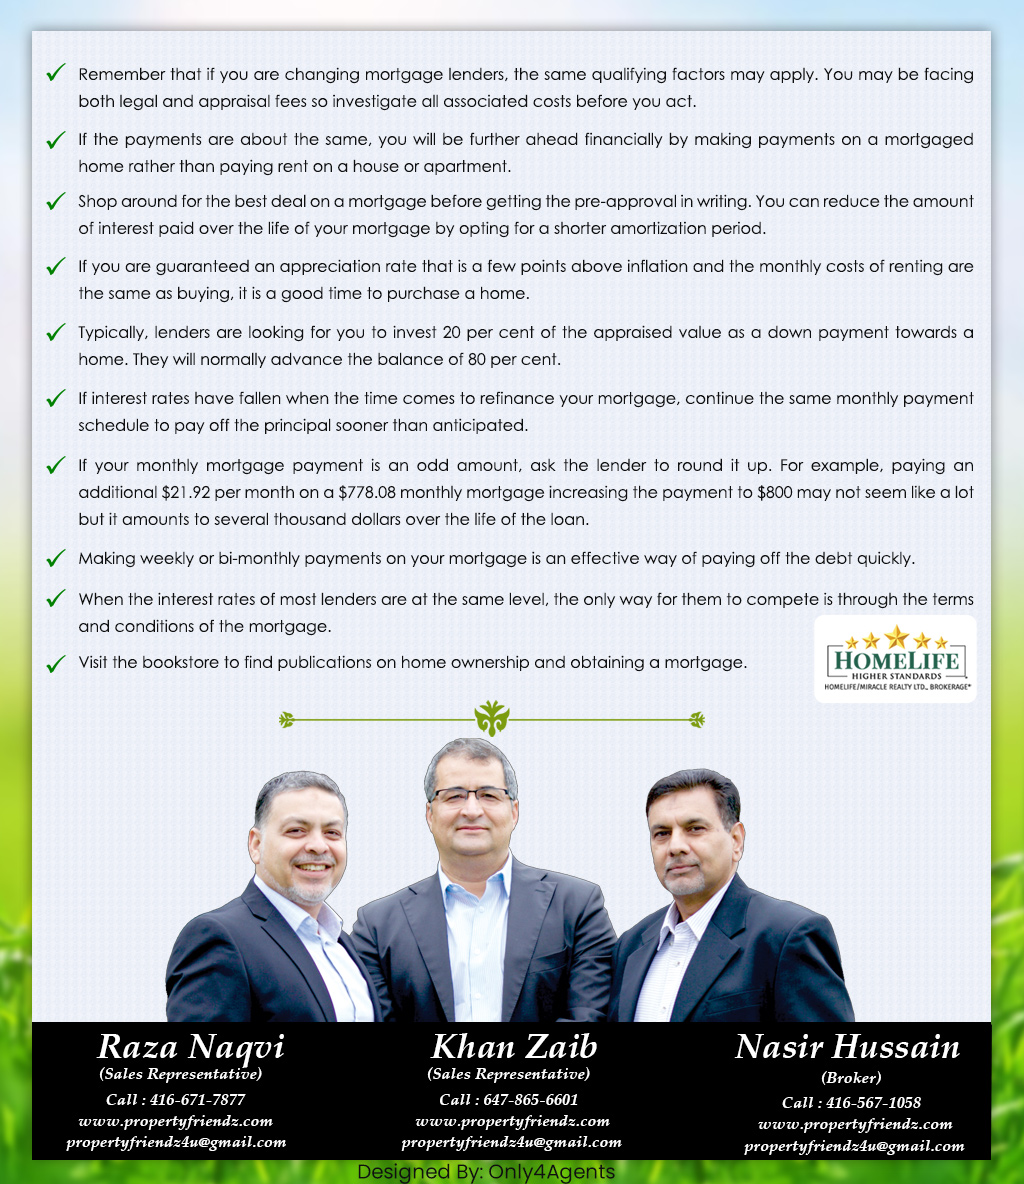 Remember that if you are changing mortgage lenders, the same qualifying factors may apply. You may be facing
both legal and appraisal fees so investigate all associated costs before you act.
If the payments are about the same, you will be further ahead financially by making payments on a mortgaged
home rather than paying rent on a house or apartment.
Shop around for the best deal on a mortgage before getting the pre-approval in writing. You can reduce the amount
of interest paid over the life of your mortgage by opting for a shorter amortization period.
If you are guaranteed an appreciation rate that is a few points above inflation and the monthly costs of renting are
the same as buying, it is a good time to purchase a home.
Typically, lenders are looking for you to invest 20 per cent of the appraised value as a down payment towards a
home. They will normally advance the balance of 80 per cent.
If interest rates have fallen when the time comes to refinance your mortgage, continue the same monthly payment
schedule to pay off the principal sooner than anticipated.
If your monthly mortgage payment is an odd amount, ask the lender to round it up. For example, paying an
additional $21.92 per month on a $778.08 monthly mortgage increasing the payment to $800 may not seem like a lot
but it amounts to several thousand dollars over the life of the loan.
Making weekly or bi-monthly payments on your mortgage is an effective way of paying off the debt quickly.
When the interest rates of most lenders are at the same level, the only way for them to compete is through the terms
and conditions of the mortgage.
Visit the bookstore to find publications on home ownership and obtaining a mortgage.
HOMELIFE
HIGHER STANDARDS
HOMELIFE/MIRACLE REALTY LTD., BROKERAGE*
Raza Naqvi
(Sales Representative)
Call : 416-671-7877
www.propertyfriendz.com
propertyfriendz4u@gmail.com
Khan Zaib
(Sales Representative)
Call : 647-865-6601
www.propertyfriendz.com
propertyfriendz4u@gmail.com
Nasir Hussain
(Broker)
Call : 416-567-1058
www.propertyfriendz.com
propertyfriendz4u@gmail.com
Designed By: Only4Agents